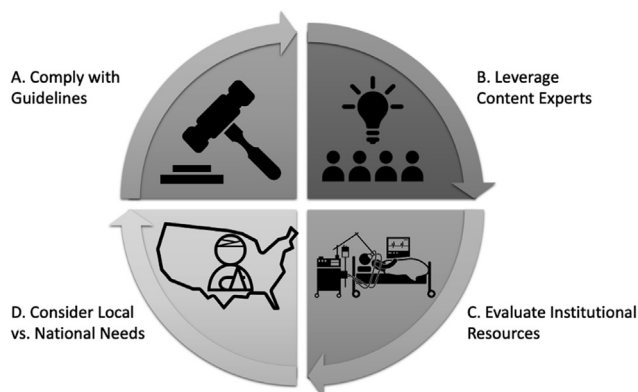 A. Comply with
Guidelines
B. Leverage
Content Experts
D. Consider Local
vs. National Needs
C. Evaluate Institutional
Resources